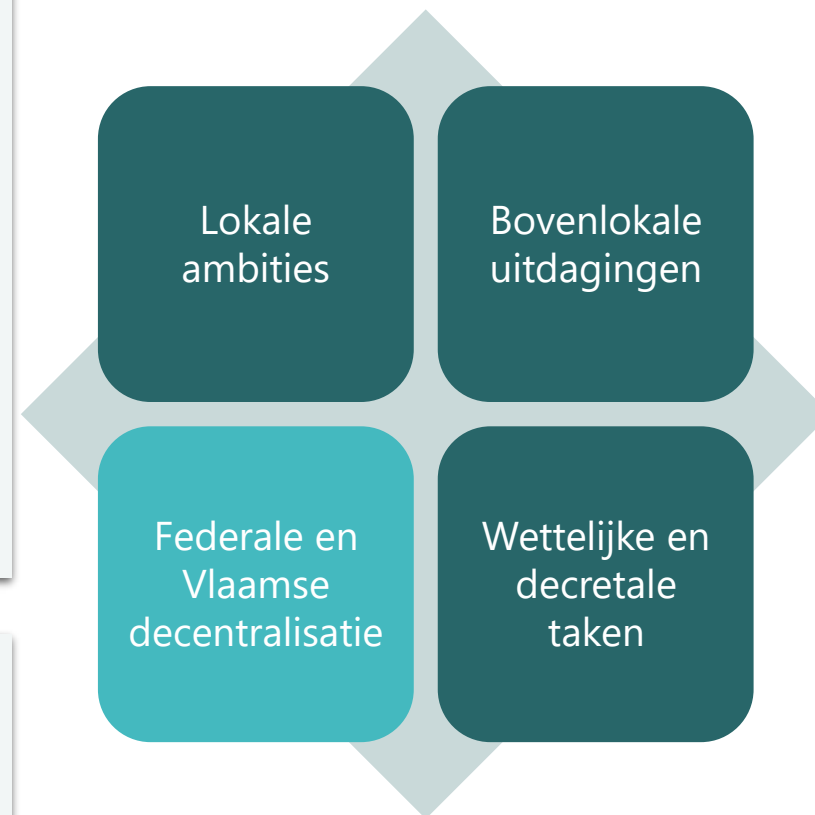 Lokale
ambities
Bovenlokale
uitdagingen
Federale en
Vlaamse
decentralisatie
Wettelijke en
decretale
taken